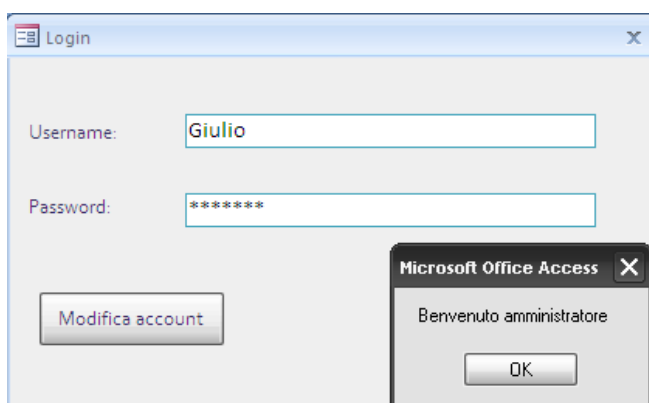 Login
Username:
Giulio
Password:
*******
Modifica account
Microsoft Office Access
Benvenuto amministratore
OK